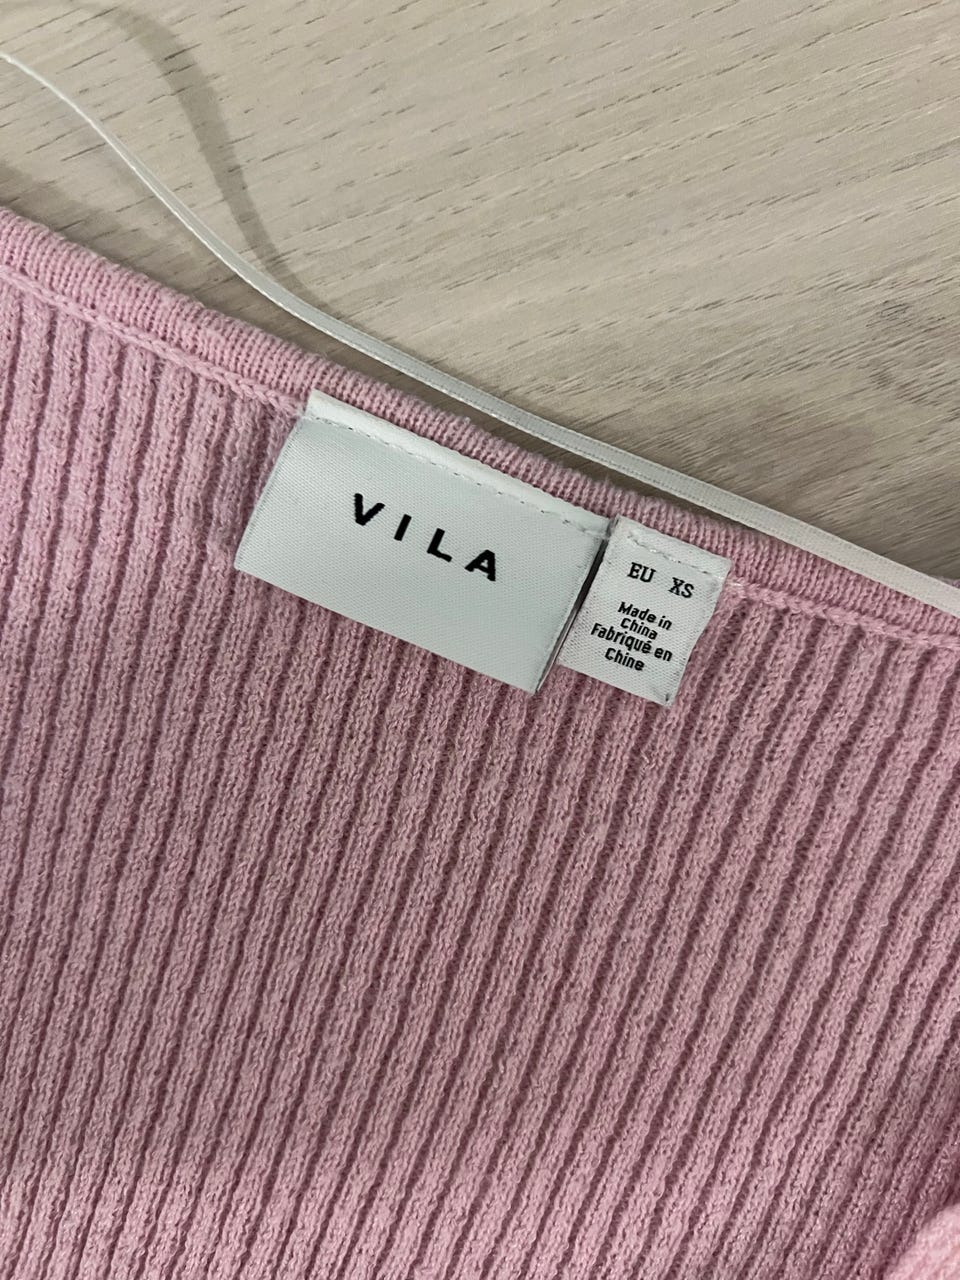 VILA
EU XS
Made in
China
Fabriqué en
Chine